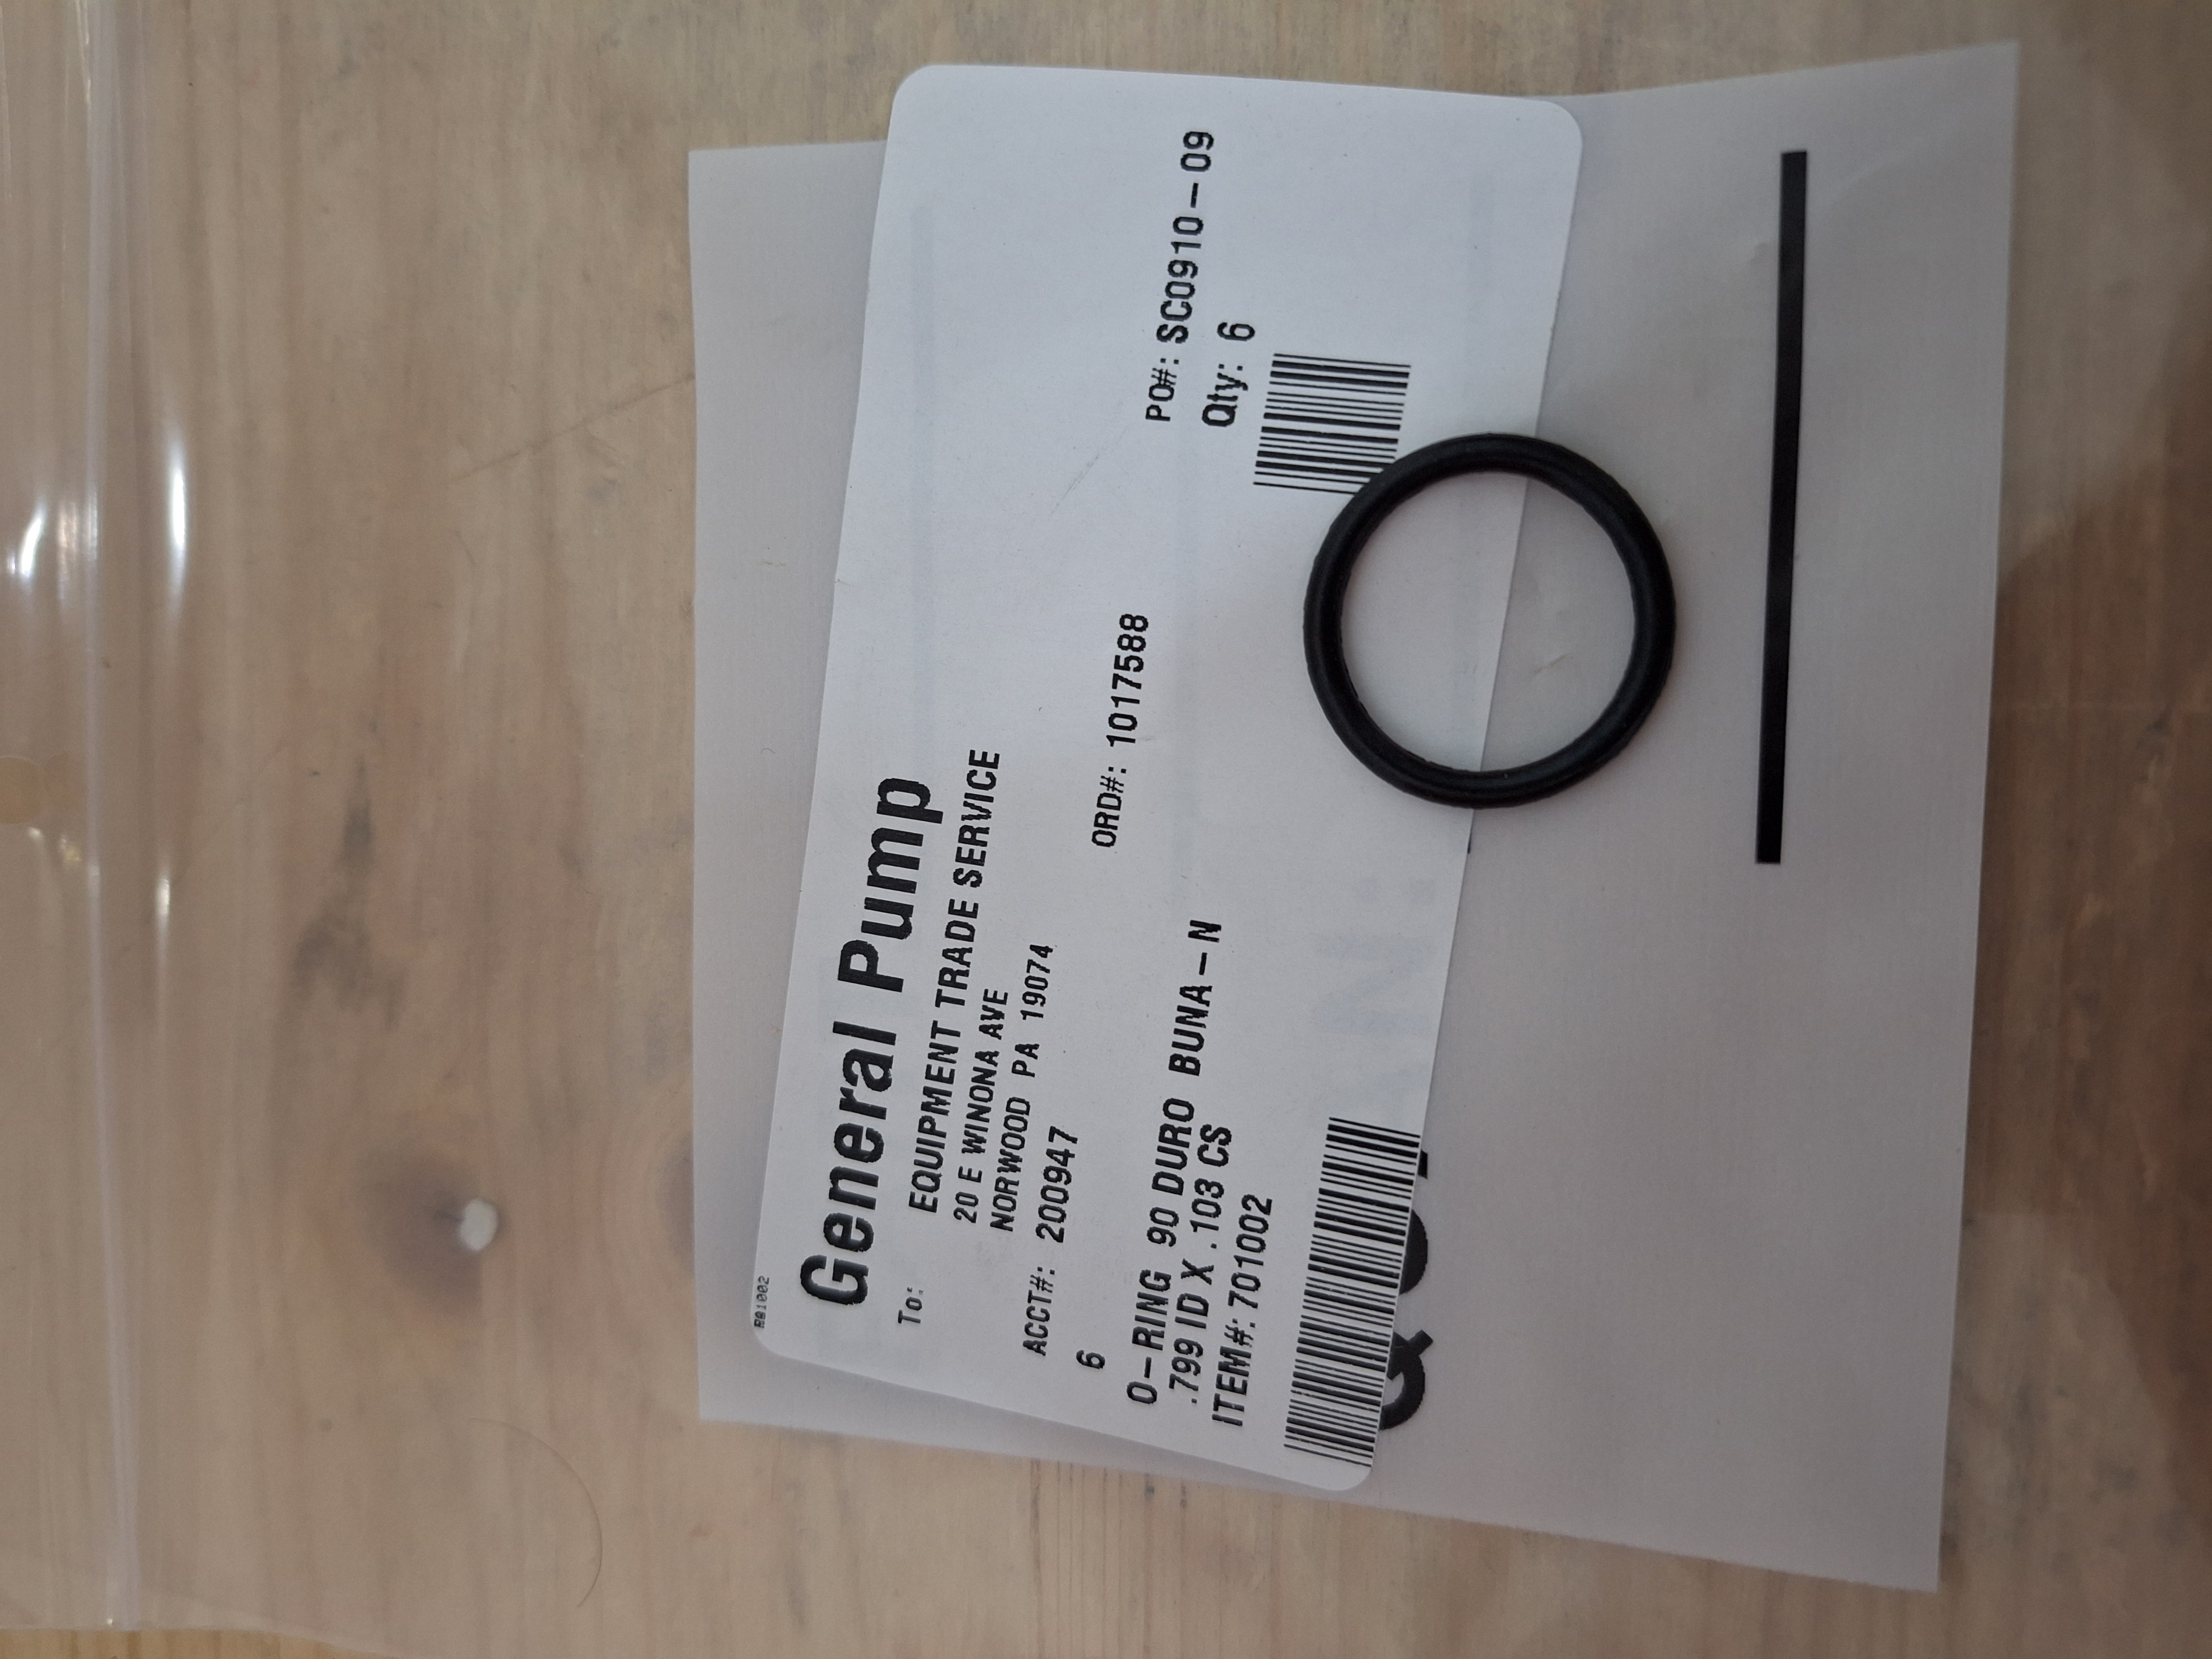 General Pump
To:
EQUIPMENT TRADE SERVICE
20 E WINONA AVE
NORWOOD PA 19074
ACCT#: 200947
6
ORD#: 1017588
PO#: SC0910-09
O-RING 90 DURO BUNA-N
.799 ID X .103 CS
Qty: 6
ITEM#: 701002